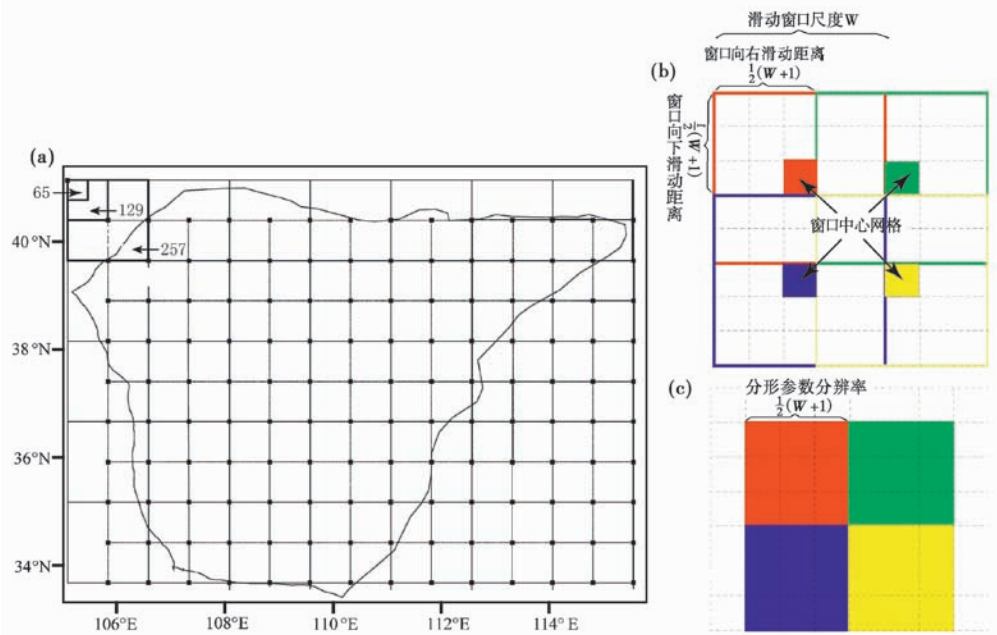 (a)
65
129
257
40°N
38°N
36°N
34°N
106°E
108°E
110°E
112°E
114°E
滑动窗口尺度W
(b)
窗口向右滑动距离
½(W+1)
窗口向下滑动距离
½(W+1)
窗口中心网格
(c)
分形参数分辨率
½(W+1)